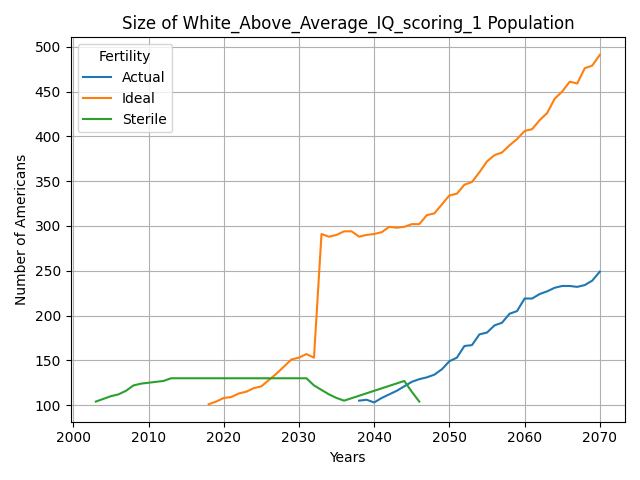 Size of White_Above_Average_IQ_scoring_1 Population
Fertility
Actual
Ideal
Sterile
Number of Americans
500
450
400
350
300
250
200
150
100
2000 2010 2020 2030 2040 2050 2060 2070
Years